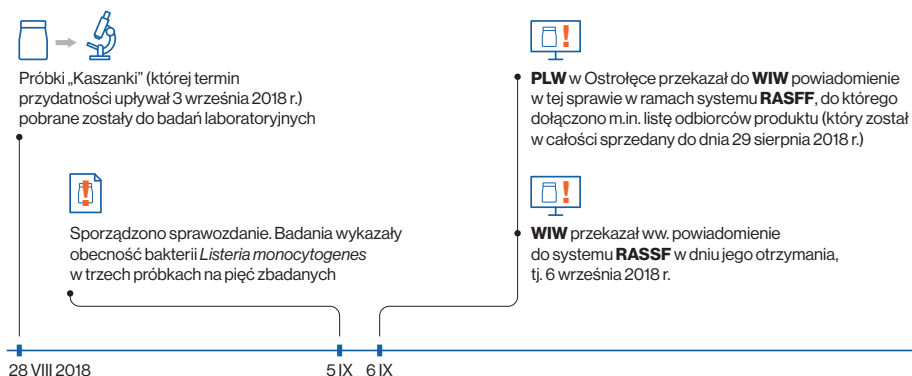 Próbki „Kaszanki” (której termin
przydatności upływał 3 września 2018 r.)
pobrane zostały do badań laboratoryjnych
Sporządzono sprawozdanie. Badania wykazały
obecność bakterii Listeria monocytogenes
w trzech próbkach na pięć zbadanych
PLW w Ostrołęce przekazał do WIW powiadomienie
w tej sprawie w ramach systemu RASFF, do którego
dołączono m.in. listę odbiorców produktu (który został
w całości sprzedany do dnia 29 sierpnia 2018 r.)
WIW przekazał ww. powiadomienie
do systemu RASSF w dniu jego otrzymania,
tj. 6 września 2018 r.
28 VIII 2018
5 IX
6 IX